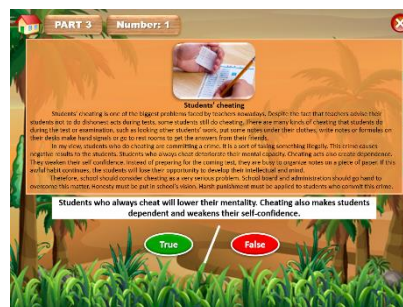 PART 3
Number: 1
Students' cheating
Students' cheating is one of the biggest problems faced by teachers nowadays. Despite the fact that teachers advise their
students not to do dishonest acts during tests, some students still do cheating. There are many kinds of cheating that students do
during the test or examination, such as looking other students' work, put some notes under their clothes, write notes or formulas on
their desks make hand signals or go to rest rooms to get the answers from their friends.
In my view, students who do cheating are committing a crime. It is a sort of taking something illegally. This crime causes
negative results to the students. Students who always cheat deteriorate their mental capacity. Cheating acts also create dependence.
They weaken their self confidence. Instead of preparing for the coming test, they are busy to organize notes on a piece of paper. If this
awful habit continues, the students will lose their opportunity to develop their intellectual and mind.
Therefore, school should consider cheating as a very serious problem. School board and administration should go hand to
overcome this matter. Honesty must be put in school's vision. Harsh punishment must be applied to students who commit this crime.
Students who always cheat will lower their mentality. Cheating also makes students
dependent and weakens their self-confidence.
True
False